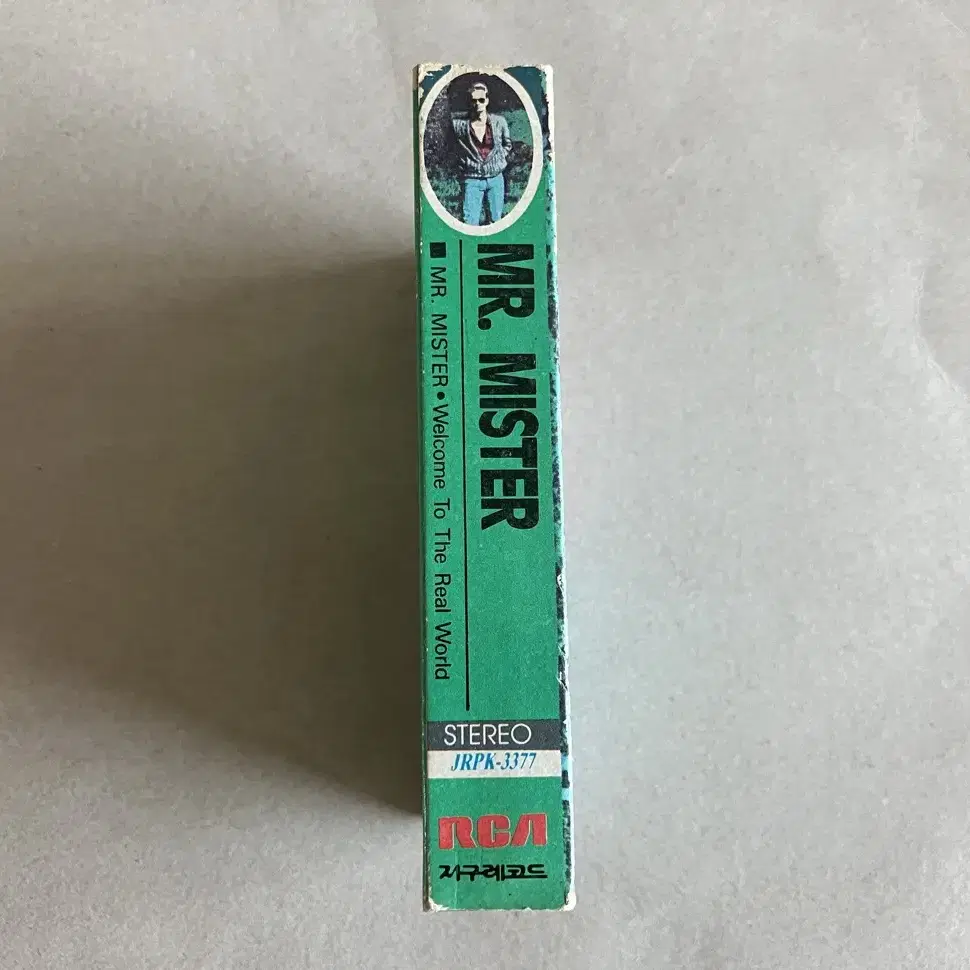 MR. MISTER
■ MR. MISTER • Welcome To The Real World
STEREO
JRPK-3377
RCA
지구레코드